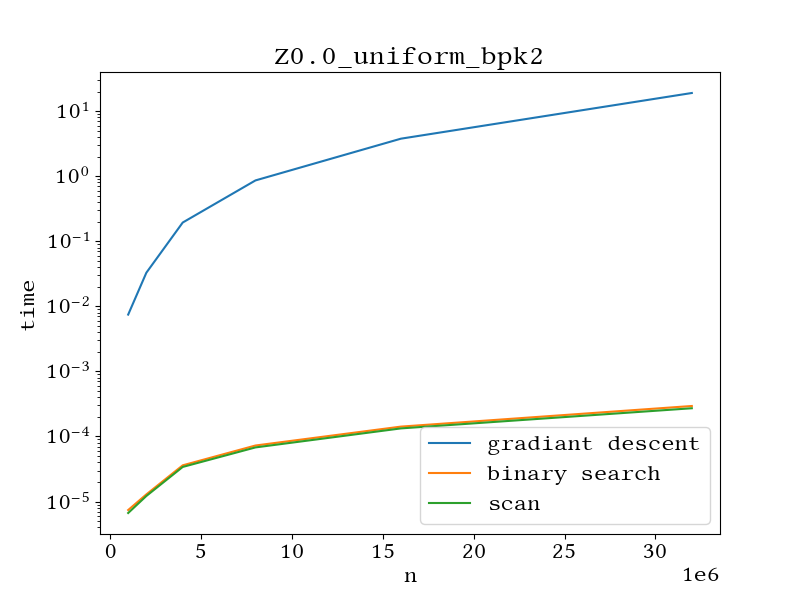 Z0.0_uniform_bpk2
10^1
10^0
10^-1
10^-2
10^-3
10^-4
10^-5
time
gradiant descent
binary search
scan
0 5 10 15 20 25 30
n
1e6